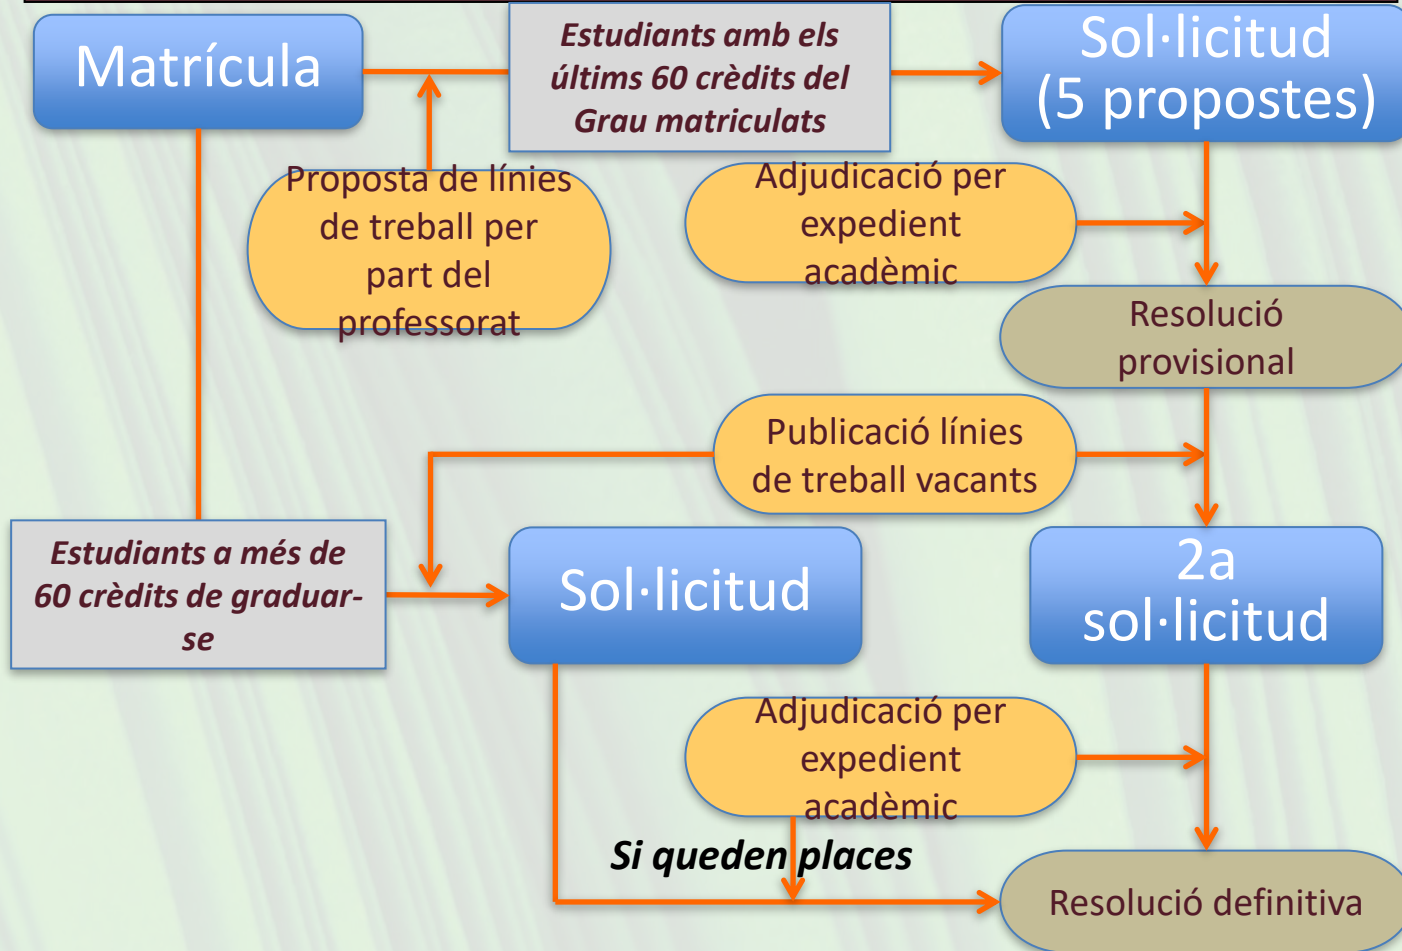 Matrícula
Estudiants amb els
últims 60 crèdits del
Grau matriculats
Sol·licitud
(5 propostes)
Proposta de línies
de treball per
part del
professorat
Adjudicació per
expedient
acadèmic
Resolució
provisional
Publicació línies
de treball vacants
Estudiants a més de
60 crèdits de graduar-
se
Sol·licitud
2a
sol·licitud
Adjudicació per
expedient
acadèmic
Si queden places
Resolució definitiva